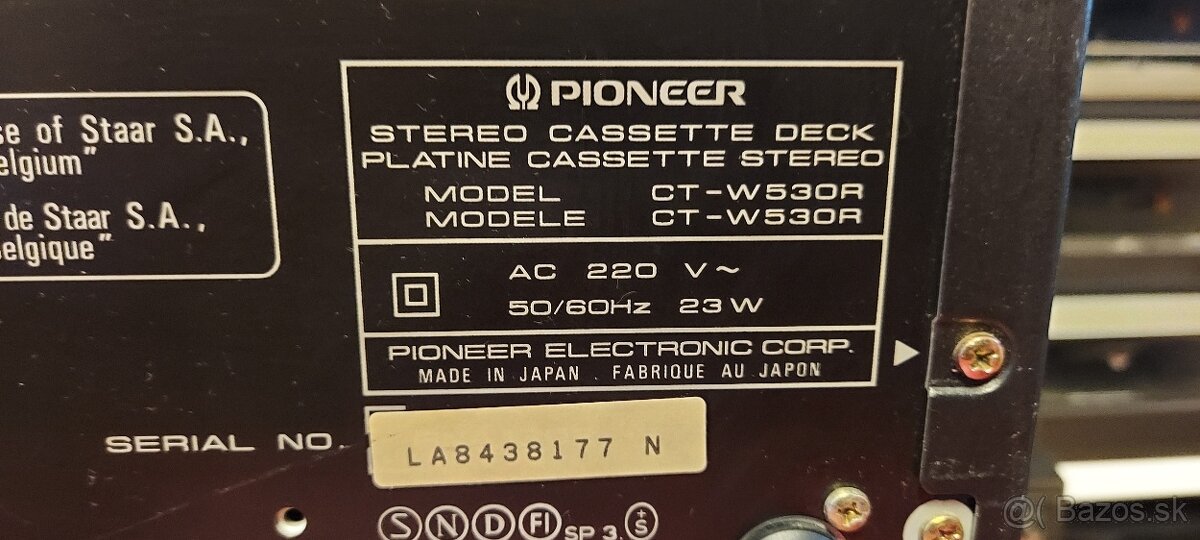 se of Staar S.A.,
elgium"
de Staar S.A.,
elgique"
PIONEER
STEREO CASSETTE DECK
PLATINE CASSETTE STEREO
MODEL CT-W530R
MODELE CT-W530R
AC 220 V~
50/60Hz 23W
PIONEER ELECTRONIC CORP.
MADE IN JAPAN . FABRIQUE AU JAPON
SERIAL NO.
LA8438177 N
S N D FI SP 3. +S
@( Bazos.sk